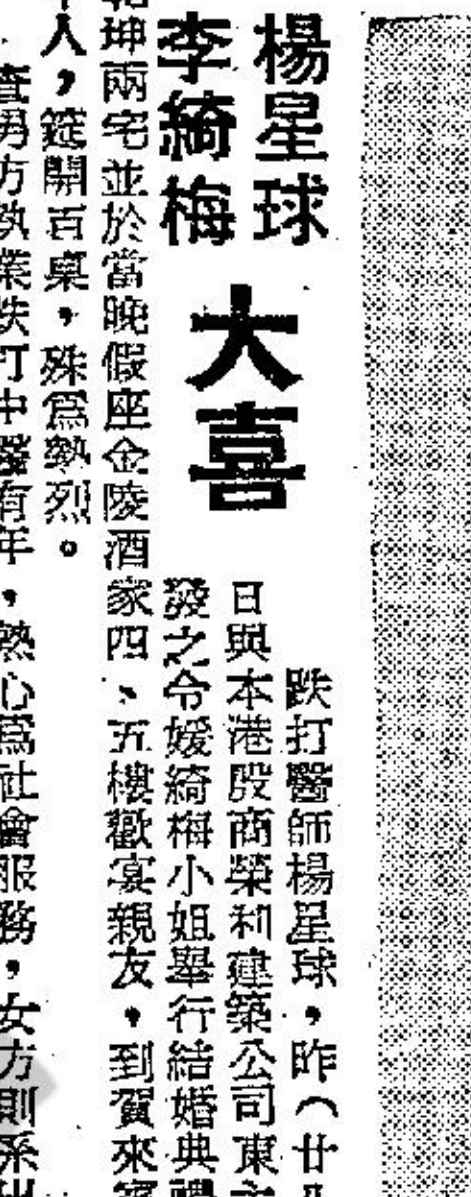 楊星球
李綺梅
大喜
跌打醫師楊星球，昨（廿
日與本港殷商榮利建築公司東主
發之令媛綺梅小姐舉行結婚典禮
乾坤兩宅並於當晚假座金陵酒家四、五樓歡宴親友，到賀來賓
人，筵開百桌，殊爲熱烈。
查男方執業跌打中醫有年，熱心爲社會服務，女方則系出